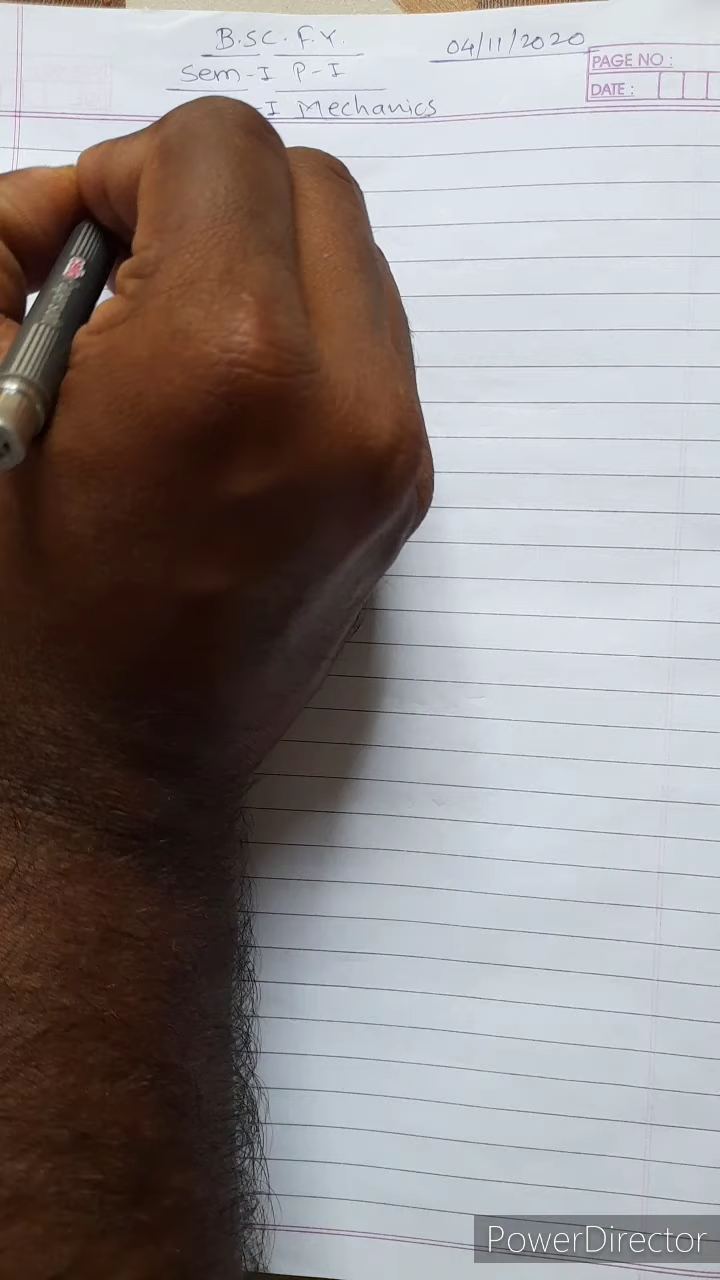 B.SC. F.Y.
04/11/2020
Sem-I P-I
PAGE NO :
DATE :
-I Mechanics
PowerDirector